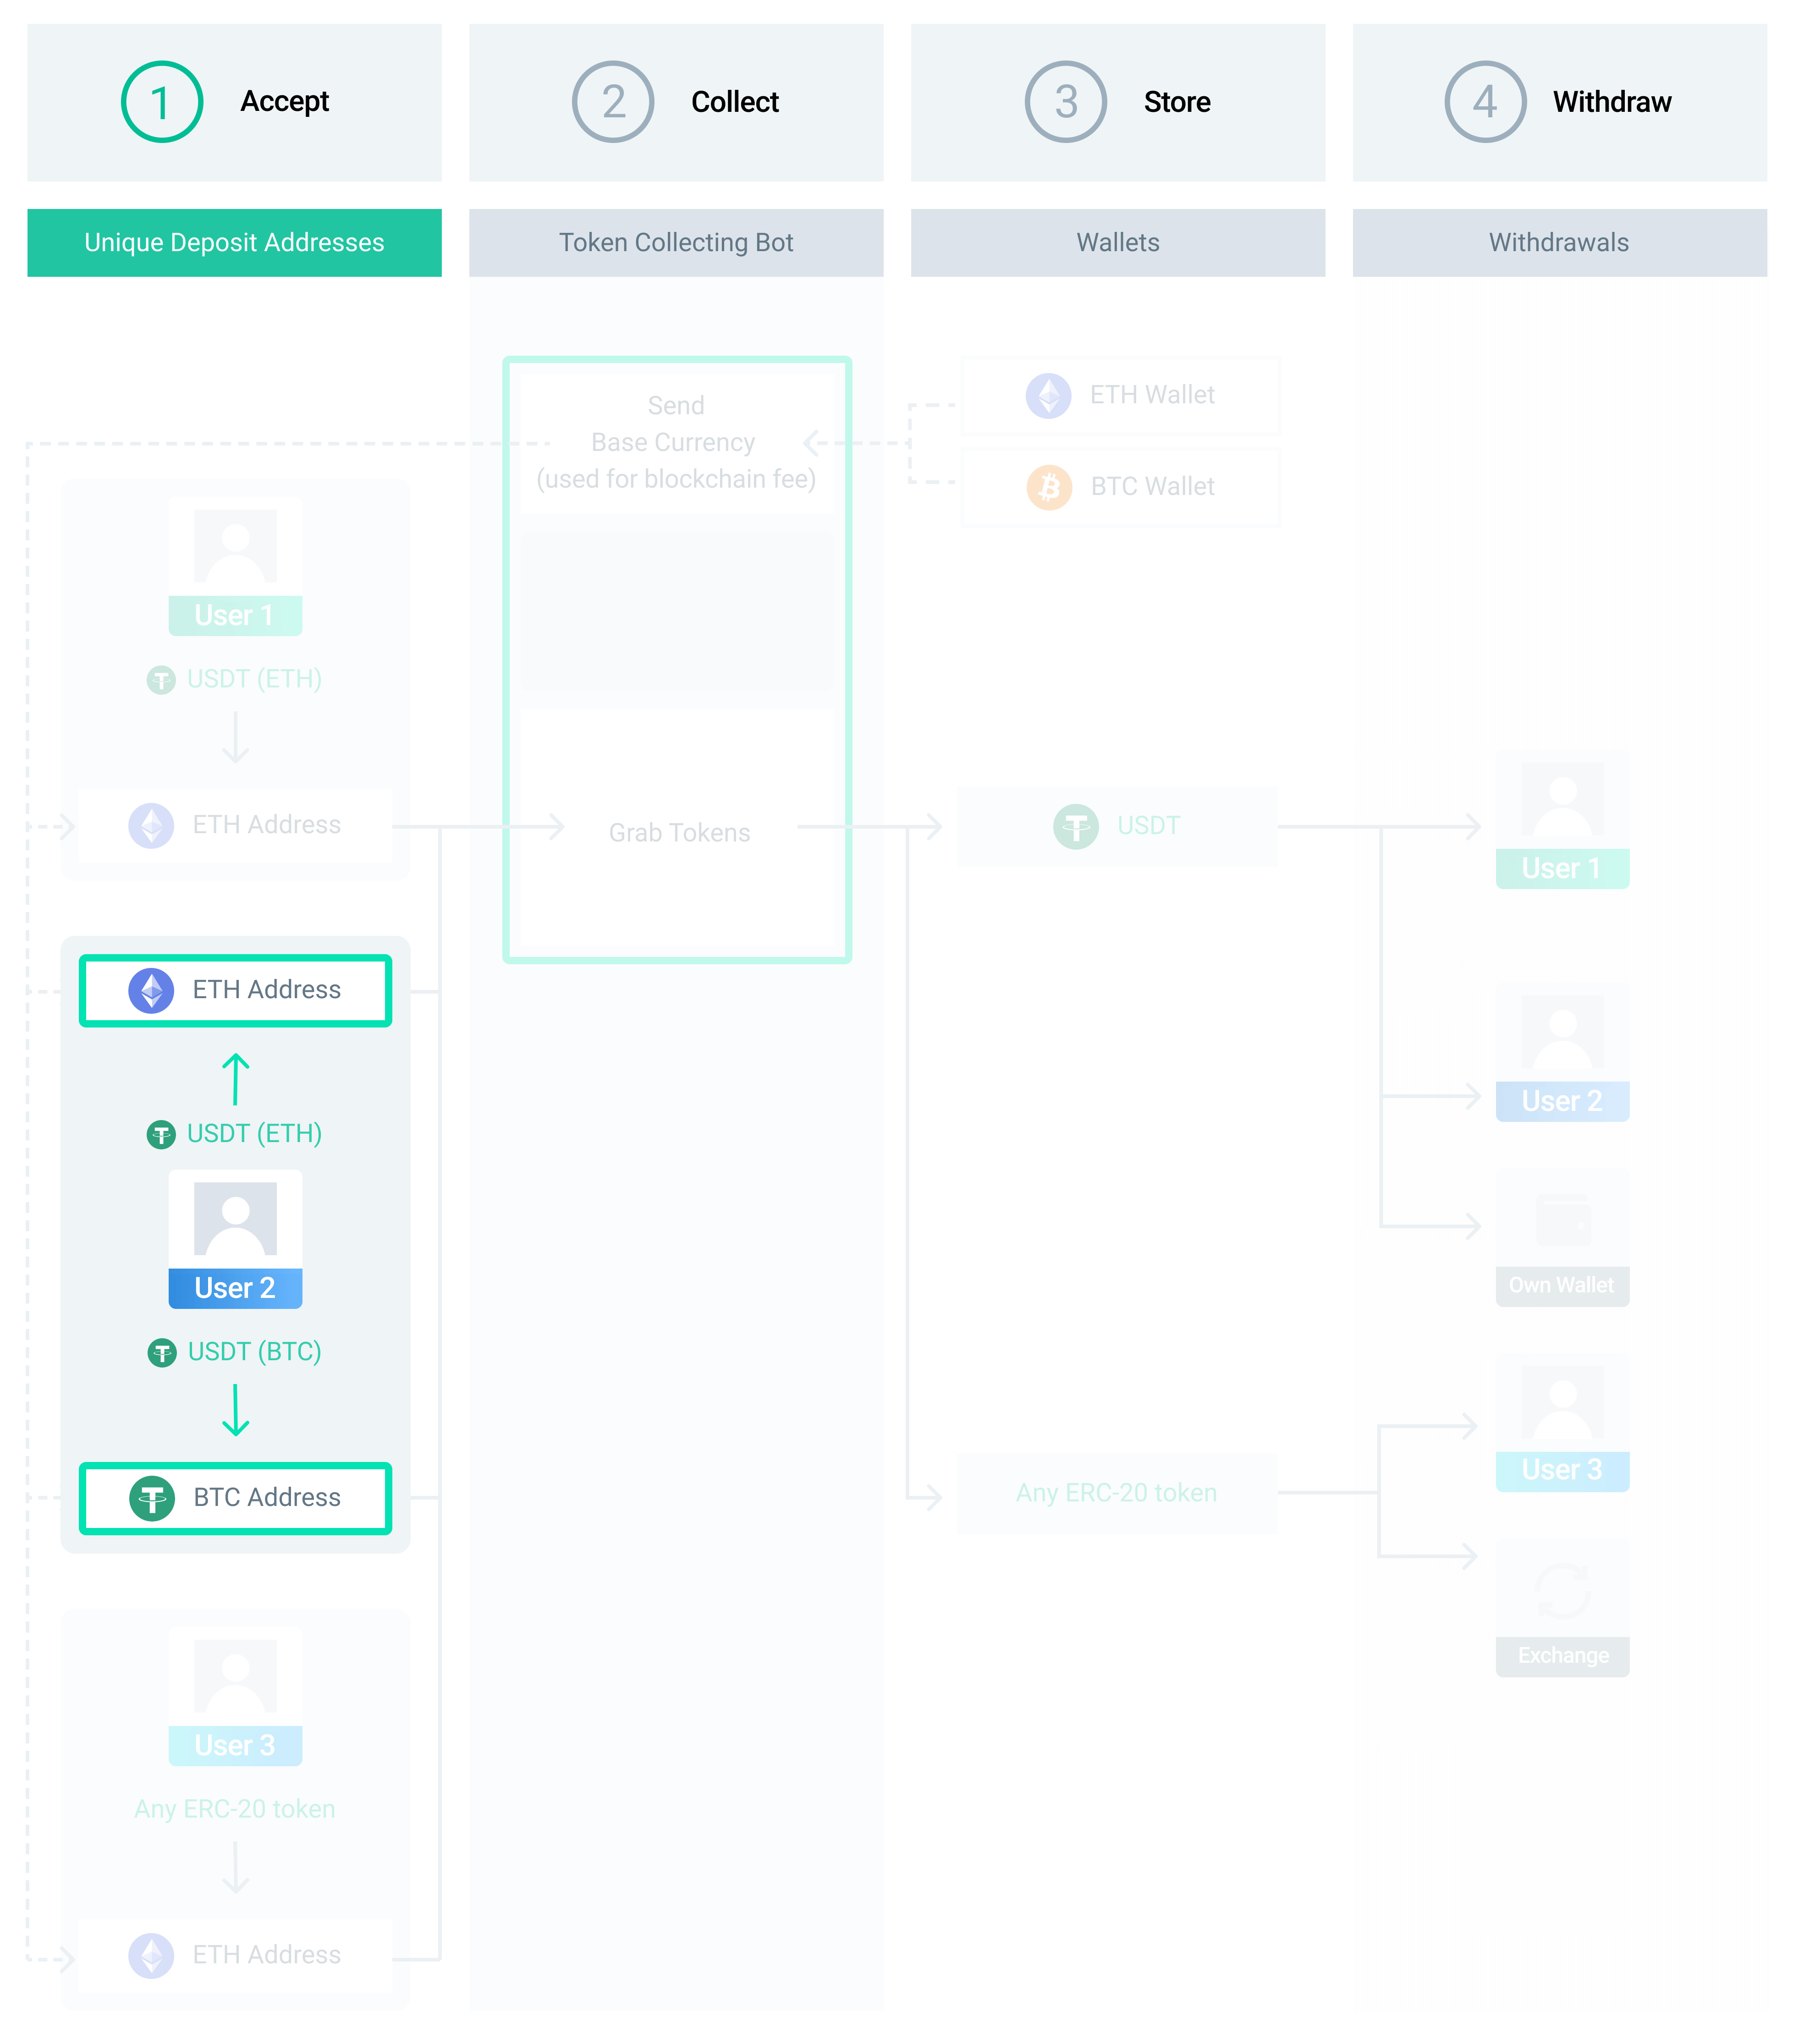 1 Accept
2 Collect
3 Store
4 Withdraw
Unique Deposit Addresses
Token Collecting Bot
Wallets
Withdrawals
User 1
USDT (ETH)
ETH Address
ETH Address
USDT (ETH)
User 2
USDT (BTC)
BTC Address
User 3
Any ERC-20 token
ETH Address
Send
Base Currency
(used for blockchain fee)
Grab Tokens
ETH Wallet
BTC Wallet
USDT
Any ERC-20 token
User 1
User 2
Own Wallet
User 3
Exchange